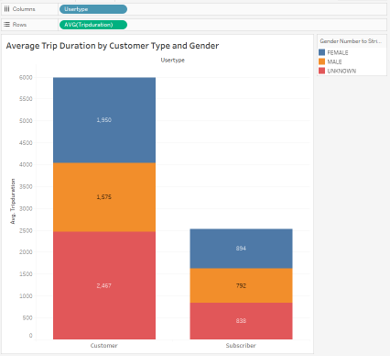 Columns
Usertype
Rows
AVG(Tripduration)
Average Trip Duration by Customer Type and Gender
Usertype
Gender Number to Stri...
FEMALE
MALE
UNKNOWN
Avg. Tripduration
6000
5500
5000
4500
4000
3500
3000
2500
2000
1500
1000
500
0
1,950
1,575
2,467
894
792
838
Customer
Subscriber